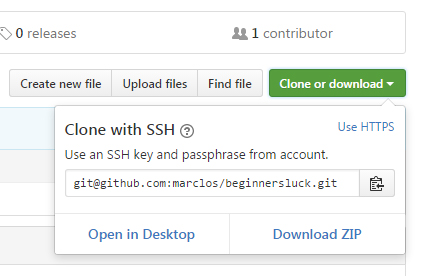 0 releases
1 contributor
Create new file
Upload files
Find file
Clone or download
Clone with SSH
Use HTTPS
Use an SSH key and passphrase from account.
git@github.com:marclos/beginnersluck.git
Open in Desktop
Download ZIP